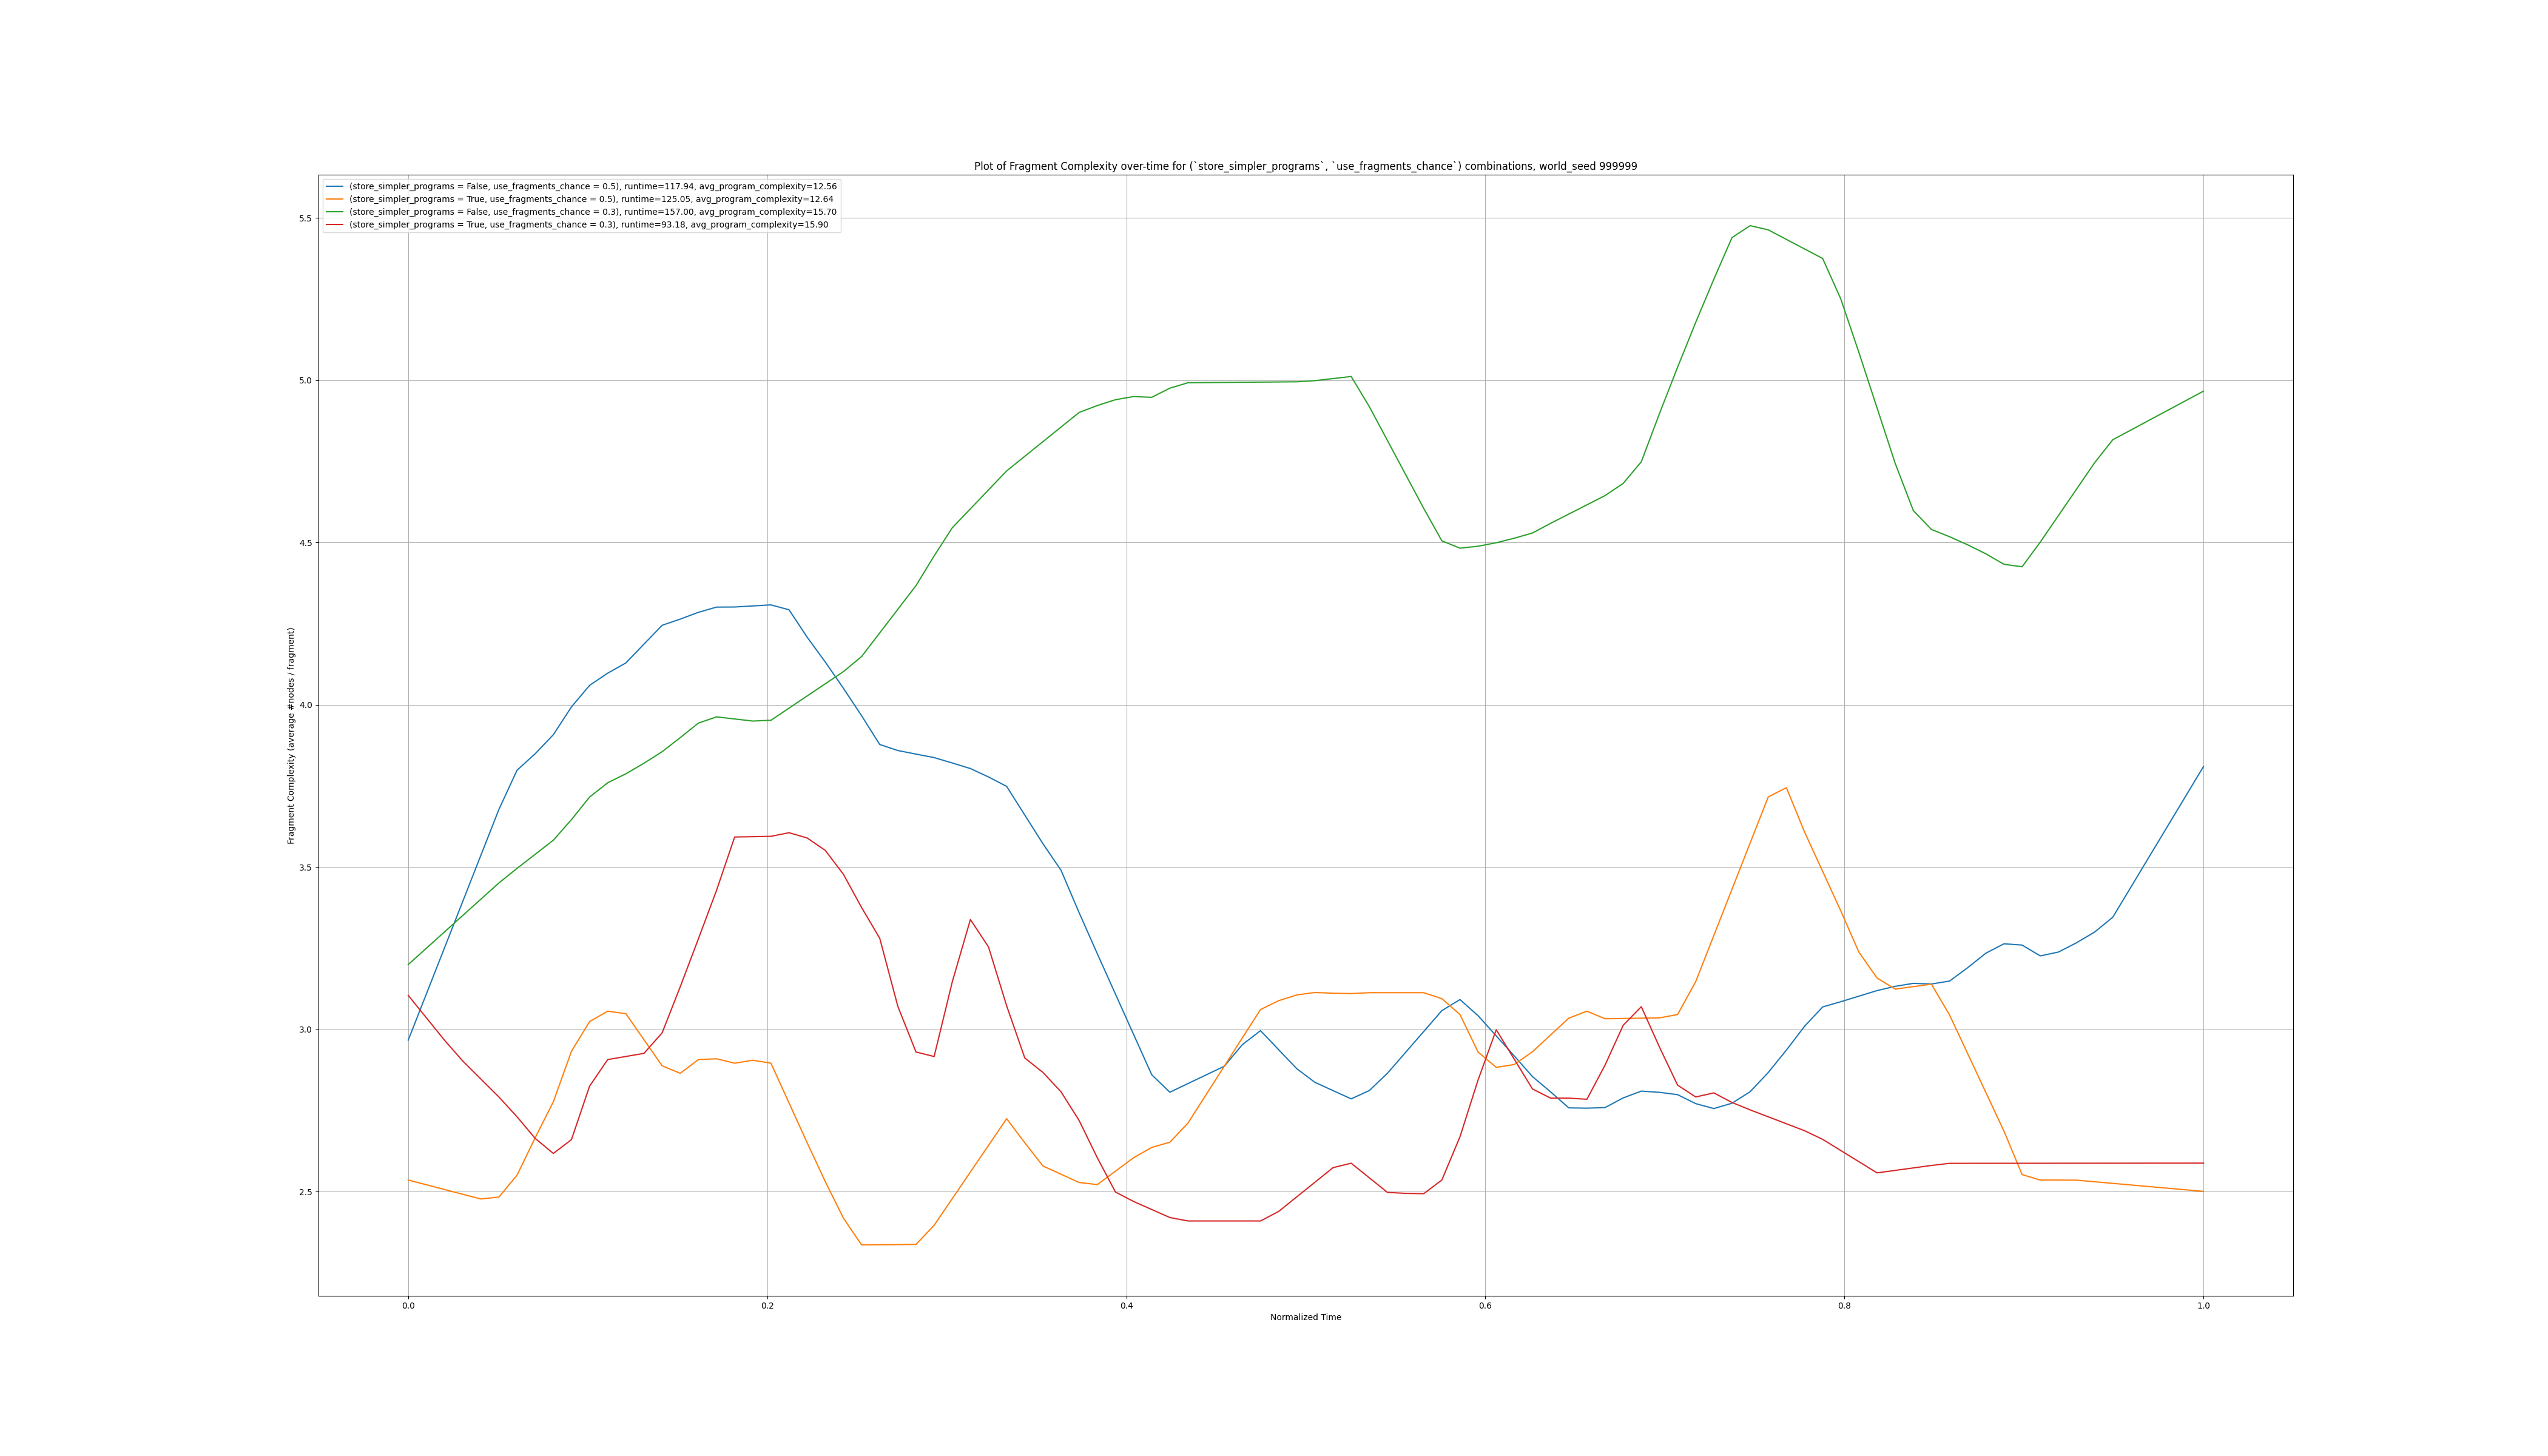 Plot of Fragment Complexity over-time for (`store_simpler_programs`, `use_fragments_chance`) combinations, world_seed 999999
(store_simpler_programs = False, use_fragments_chance = 0.5), runtime=117.94, avg_program_complexity=12.56
(store_simpler_programs = True, use_fragments_chance = 0.5), runtime=125.05, avg_program_complexity=12.64
(store_simpler_programs = False, use_fragments_chance = 0.3), runtime=157.00, avg_program_complexity=15.70
(store_simpler_programs = True, use_fragments_chance = 0.3), runtime=93.18, avg_program_complexity=15.90
Fragment Complexity (average #nodes / fragment)
5.5
5.0
4.5
4.0
3.5
3.0
2.5
0.0 0.2 0.4 0.6 0.8 1.0
Normalized Time